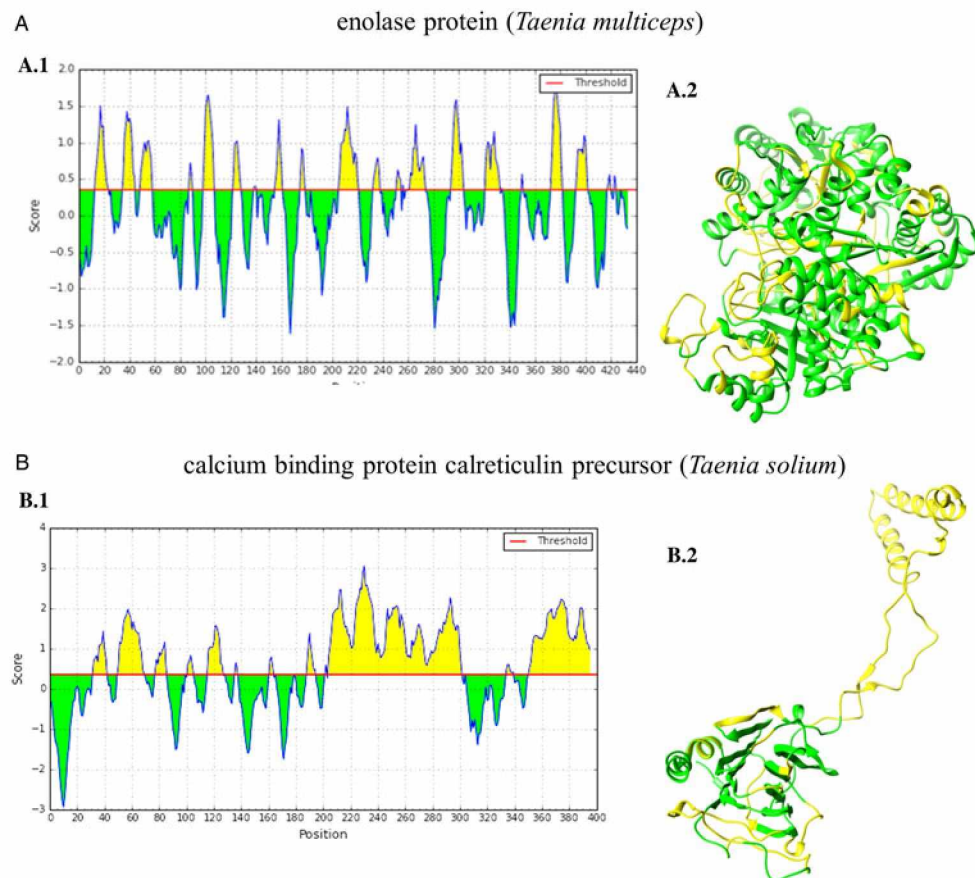 A
enolase protein (Taenia multiceps)
A.1
A.2
2.0
1.5
1.0
0.5
0.0
−0.5
−1.0
−1.5
−2.0
Score
Threshold
0 20 40 60 80 100 120 140 160 180 200 220 240 260 280 300 320 340 360 380 400 420 440
Position
B
calcium binding protein calreticulin precursor (Taenia solium)
B.1
B.2
4
3
2
1
0
−1
−2
−3
Score
Threshold
0 20 40 60 80 100 120 140 160 180 200 220 240 260 280 300 320 340 360 380 400
Position